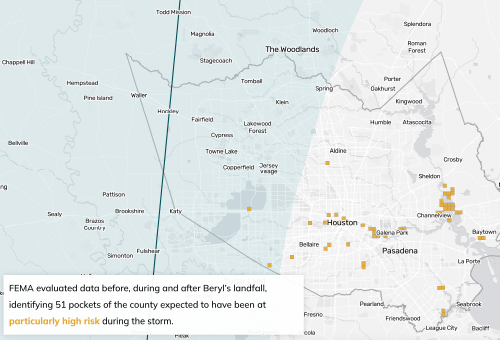 Todd Mission
Splendora
Magnolia
Woodloch
Roman
Forest
The Woodlands
Chappell Hill
Stagecoach
Hempstead
Tomball
Porter
Spring
Oakhurst
Pine Island
Waller
Klein
Kingwood
Hockley
Fairfield
Lakewood
Forest
Humble
Atascocita
Cypress
Bellville
Towne Lake
Aldine
Crosby
Copperfield
Jersey
Village
Sheldon
Pattison
Sealy
Brookshire
Katy
Channelview
Brazos
Country
Houston
Galena Park
Baytown
Bellaire
Pasadena
Fulshear
Simonton
La Porte
FEMA evaluated data before, during and after Beryl’s landfall,
identifying 51 pockets of the county expected to have been at
particularly high risk during the storm.
Pearland
Seabrook
Fresno
Friendswood
League City
Bacliff